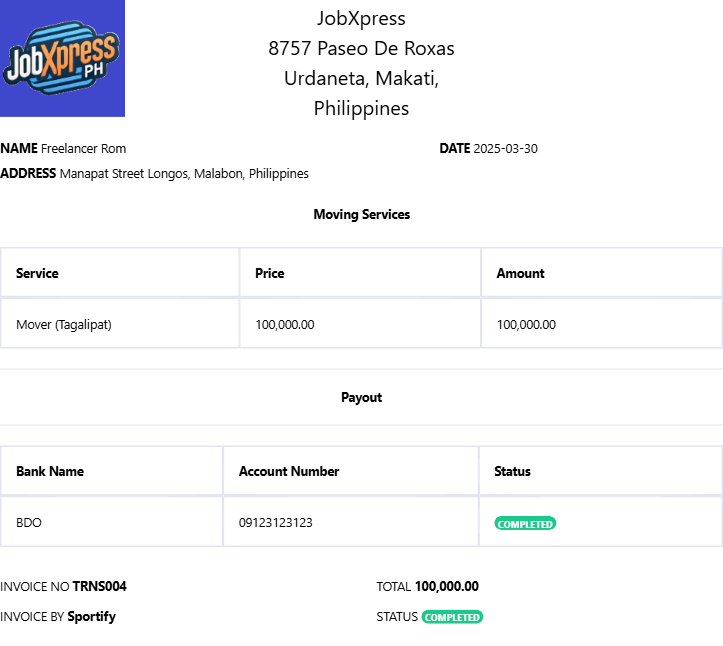 JobXpress
PH
JobXpress
8757 Paseo De Roxas
Urdaneta, Makati,
Philippines
NAME Freelancer Rom DATE 2025-03-30
ADDRESS Manapat Street Longos, Malabon, Philippines
Moving Services
Service Price Amount
Mover (Tagalipat) 100,000.00 100,000.00
Payout
Bank Name Account Number Status
BDO 09123123123 COMPLETED
INVOICE NO TRNS004 TOTAL 100,000.00
INVOICE BY Sportify STATUS COMPLETED